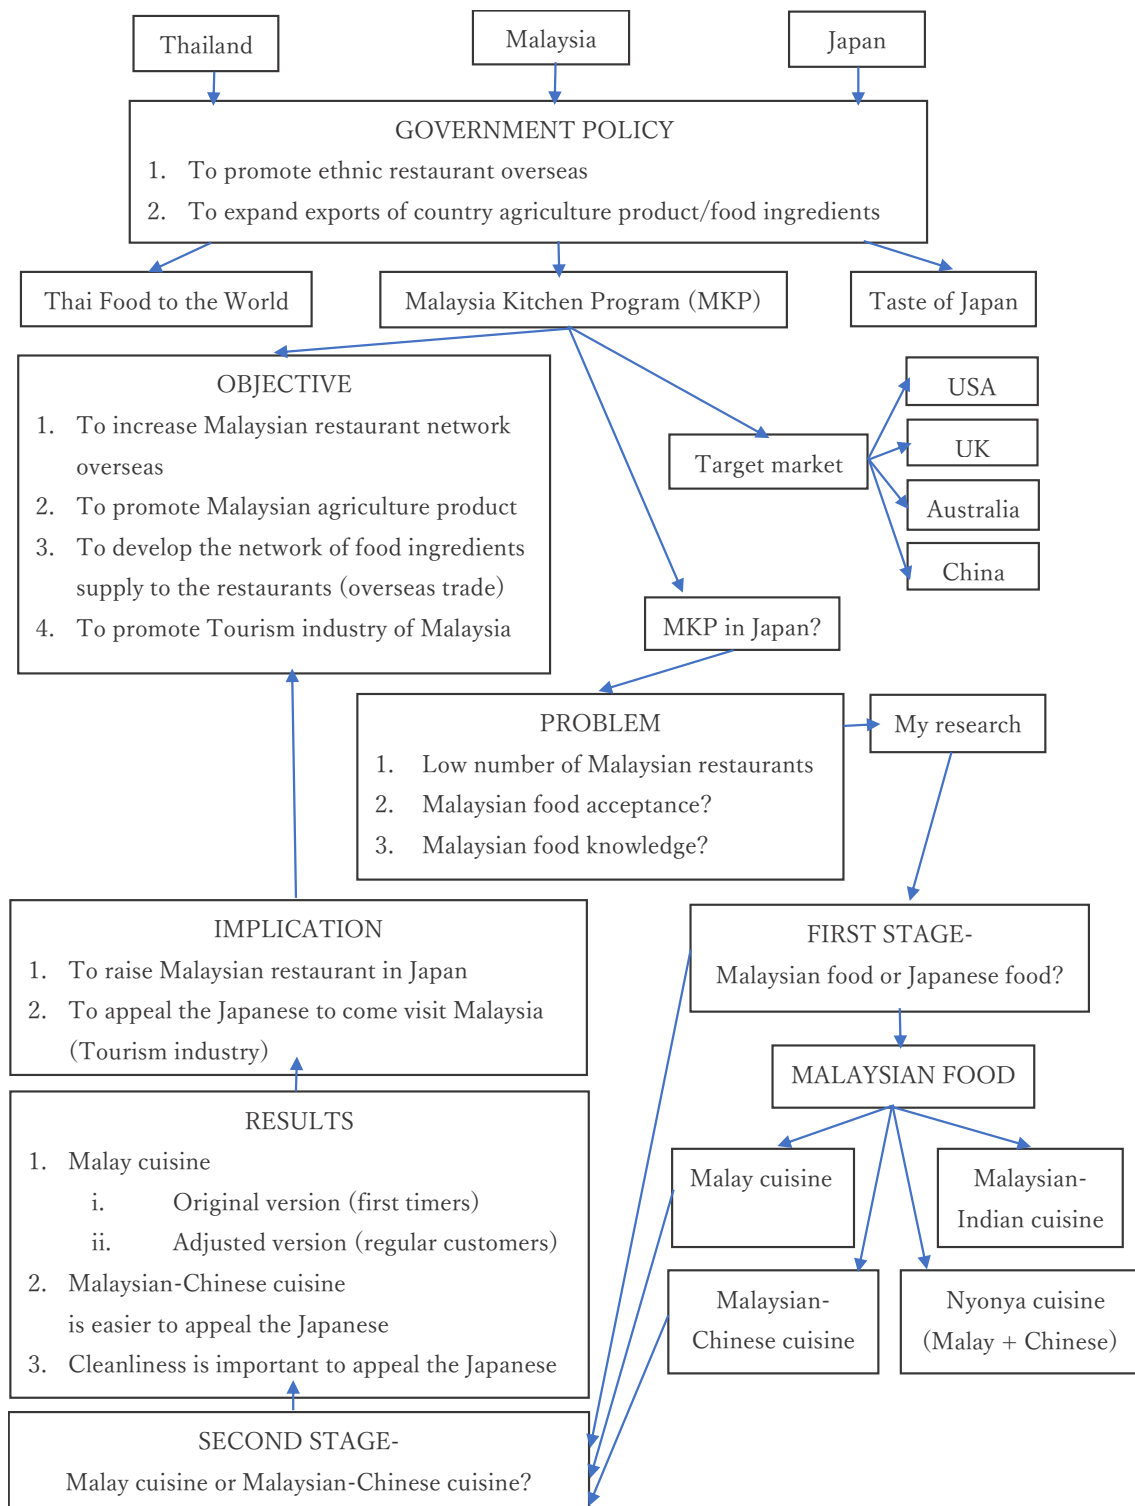 Thailand
Malaysia
Japan
GOVERNMENT POLICY
1. To promote ethnic restaurant overseas
2. To expand exports of country agriculture product/food ingredients
Thai Food to the World
Malaysia Kitchen Program (MKP)
Taste of Japan
OBJECTIVE
1. To increase Malaysian restaurant network
overseas
2. To promote Malaysian agriculture product
3. To develop the network of food ingredients
supply to the restaurants (overseas trade)
4. To promote Tourism industry of Malaysia
Target market
USA
UK
Australia
China
MKP in Japan?
PROBLEM
1. Low number of Malaysian restaurants
2. Malaysian food acceptance?
3. Malaysian food knowledge?
My research
IMPLICATION
1. To raise Malaysian restaurant in Japan
2. To appeal the Japanese to come visit Malaysia
(Tourism industry)
FIRST STAGE-
Malaysian food or Japanese food?
MALAYSIAN FOOD
Malay cuisine
Malaysian-
Indian cuisine
Malaysian-
Chinese cuisine
Nyonya cuisine
(Malay + Chinese)
RESULTS
1. Malay cuisine
i. Original version (first timers)
ii. Adjusted version (regular customers)
2. Malaysian-Chinese cuisine
is easier to appeal the Japanese
3. Cleanliness is important to appeal the Japanese
SECOND STAGE-
Malay cuisine or Malaysian-Chinese cuisine?